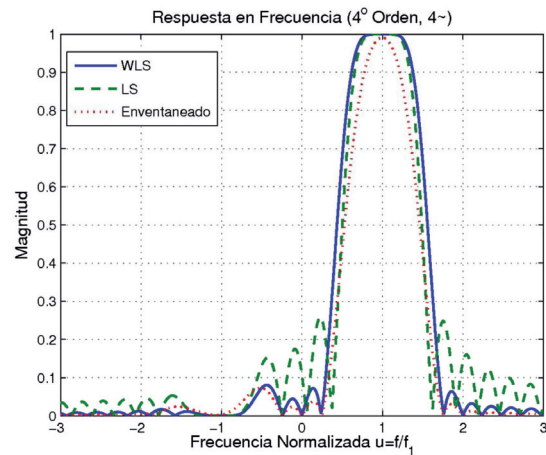 Respuesta en Frecuencia (4º Orden, 4~)
WLS
LS
Enventaneado
Magnitud
1
0.9
0.8
0.7
0.6
0.5
0.4
0.3
0.2
0.1
0
−3 −2 −1 0 1 2 3
Frecuencia Normalizada u=f/f1